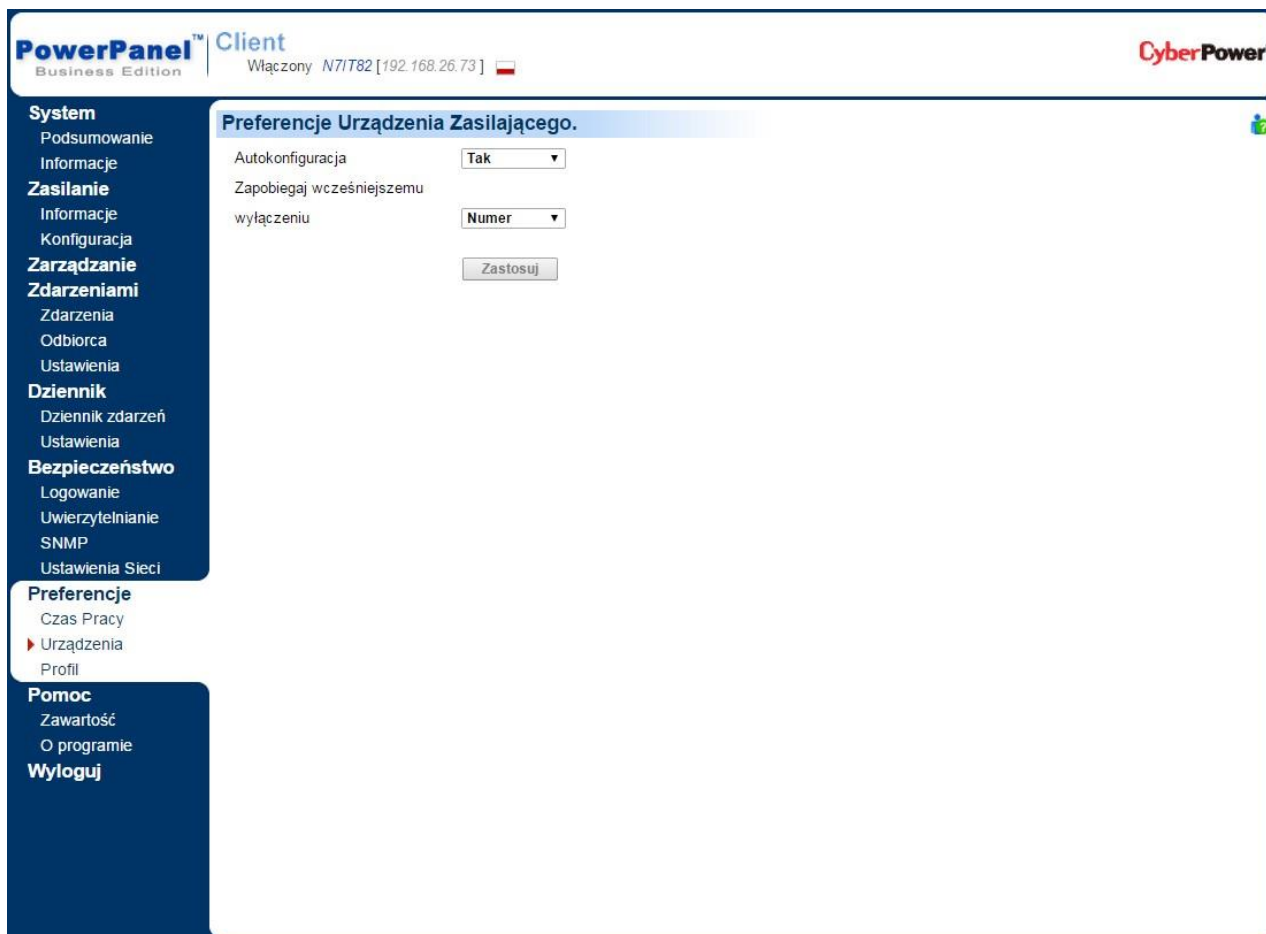 PowerPanel™
Business Edition
Client
Włączony N7IT82 [192.168.26.73 ]
CyberPower
System
Podsumowanie
Informacje
Zasilanie
Informacje
Konfiguracja
Zarządzanie
Zdarzeniami
Zdarzenia
Odbiorca
Ustawienia
Dziennik
Dziennik zdarzeń
Ustawienia
Bezpieczeństwo
Logowanie
Uwierzytelnianie
SNMP
Ustawienia Sieci
Preferencje
Czas Pracy
Urządzenia
Profil
Pomoc
Zawartość
O programie
Wyloguj
Preferencje Urządzenia Zasilającego.
Autokonfiguracja Tak
Zapobiegaj wcześniejszemu
wyłączeniu Numer
Zastosuj